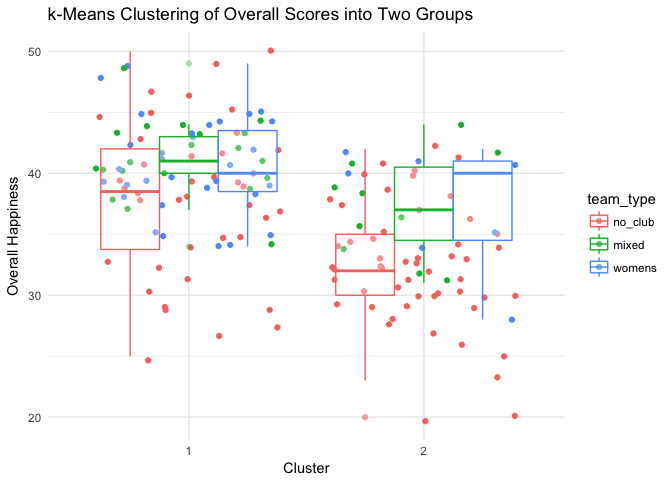 k-Means Clustering of Overall Scores into Two Groups
50
40
30
20
Overall Happiness
1
2
Cluster
team_type
no_club
mixed
womens